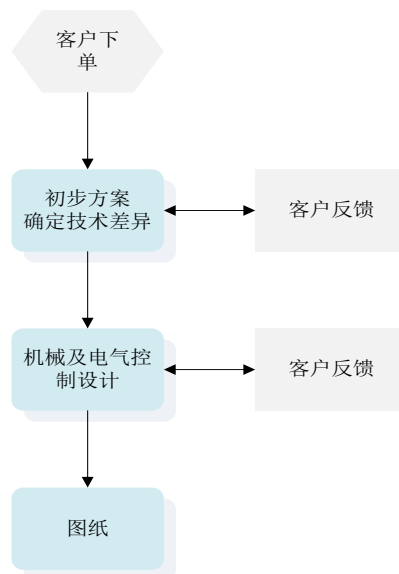 客户下
单
初步方案
确定技术差异
客户反馈
机械及电气控
制设计
客户反馈
图纸